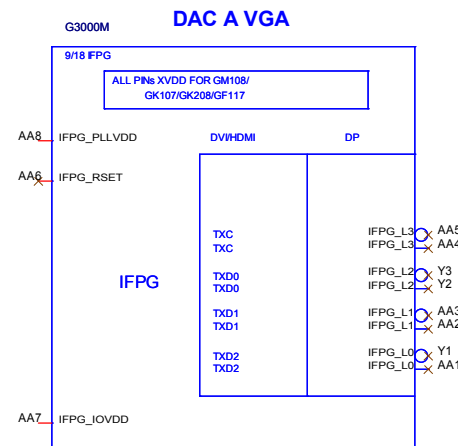 DAC A VGA
G3000M
9/18 IFPG
ALL PINs XVDD FOR GM108/
GK107/GK208/GF117
AA8 IFPG_PLLVDD DVI/HDMI DP
AA6 IFPG_RSET
TXC IFPG_L3 AA5
TXC IFPG_L3 AA4
IFPG
TXD0 IFPG_L2 Y3
TXD0 IFPG_L2 Y2
TXD1 IFPG_L1 AA3
TXD1 IFPG_L1 AA2
TXD2 IFPG_L0 Y1
TXD2 IFPG_L0 AA1
AA7 IFPG_IOVDD